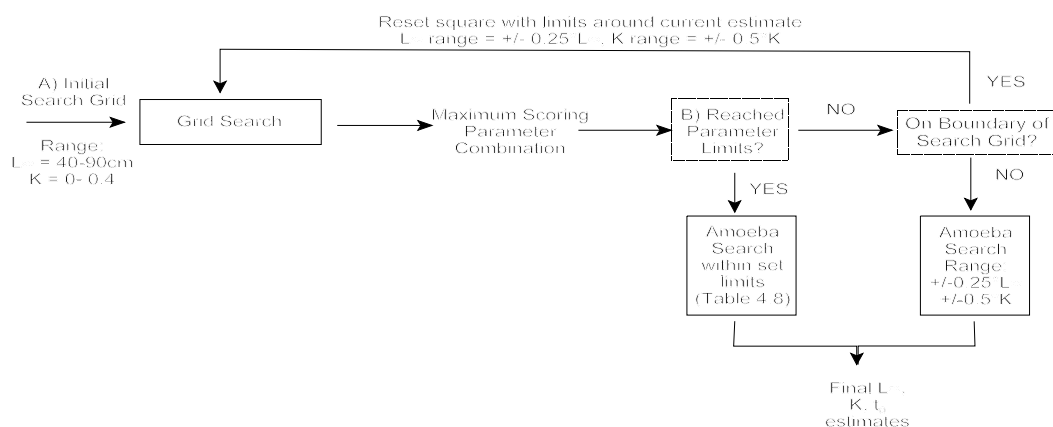 Reset square with limits around current estimate
L range = +/- 0.25*L , K range = +/- 0.5*K
A) Initial
Search Grid
Range:
L = 40-90cm
K = 0- 0.4
Grid Search
Maximum Scoring
Parameter
Combination
B) Reached
Parameter
Limits?
NO
On Boundary of
Search Grid?
YES
YES
NO
Amoeba
Search
within set
limits
(Table 4.8)
Amoeba
Search
Range
+/-0.25*L
+/-0.5*K
Final L ,
K, t₀
estimates